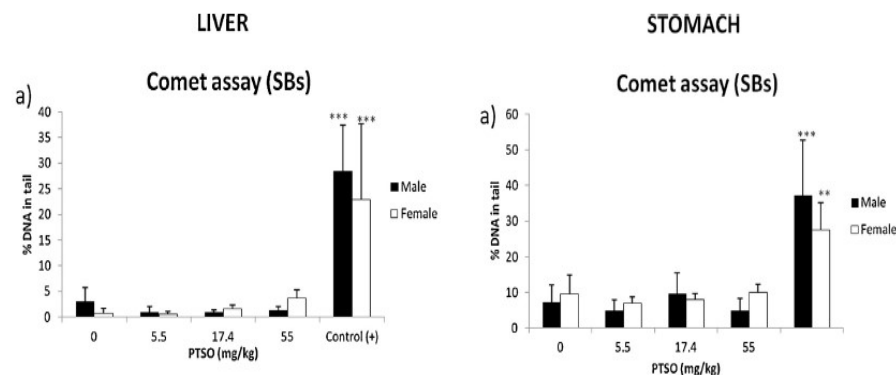 LIVER
Comet assay (SBs)
a)
% DNA in tail
40
35
30
25
20
15
10
5
0
*** ***
Male
Female
0 5.5 17.4 55 Control (+)
PTSO (mg/kg)
STOMACH
Comet assay (SBs)
a)
% DNA in tail
60
50
40
30
20
10
0
***
**
Male
Female
0 5.5 17.4 55
PTSO (mg/kg)